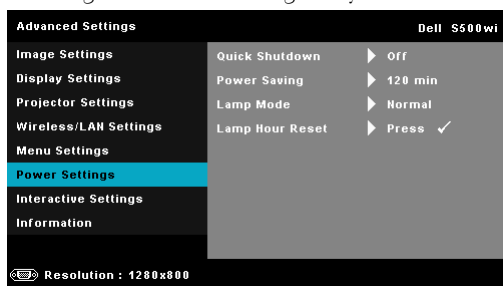 Advanced Settings Dell S500wi
Image Settings
Display Settings
Projector Settings
Wireless/LAN Settings
Menu Settings
Power Settings
Interactive Settings
Information
Quick Shutdown Off
Power Saving 120 min
Lamp Mode Normal
Lamp Hour Reset Press ✓
Resolution : 1280x800